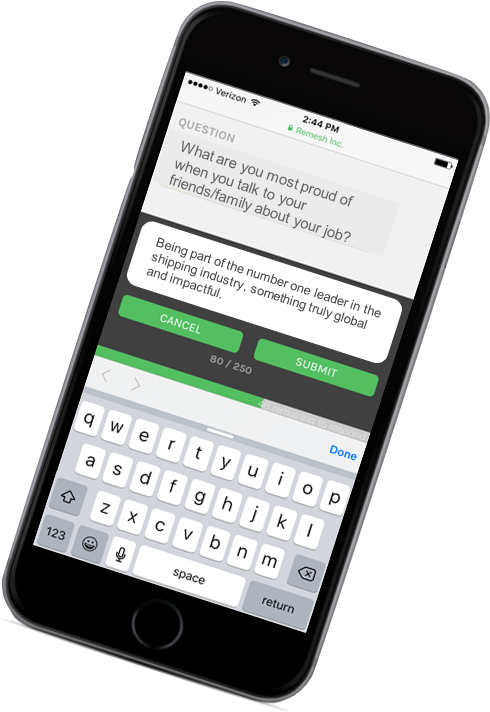 Verizon
2:44 PM
Remesh Inc.
QUESTION
What are you most proud of
when you talk to your
friends/family about your job?
Being part of the number one leader in the
shipping industry, something truly global
and impactful.
CANCEL
SUBMIT
80 / 250
Done
q w e r t y u i o p
a s d f g h j k l
z x c v b n m
123
space
return